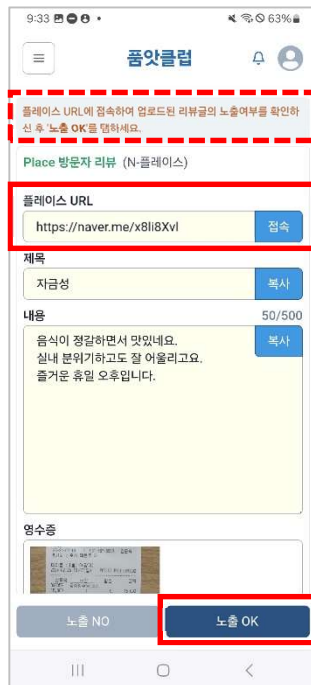 9:33 63%
품앗클럽
플레이스 URL에 접속하여 업로드된 리뷰글의 노출여부를 확인하
신 후 '노출 OK'를 탭하세요.
Place 방문자 리뷰 (N-플레이스)
플레이스 URL
https://naver.me/x8li8Xvl 접속
제목
자금성 복사
내용 50/500
음식이 정갈하면서 맛있네요. 복사
실내 분위기하고도 잘 어울리고요.
즐거운 휴일 오후입니다.
영수증
노출 NO 노출 OK